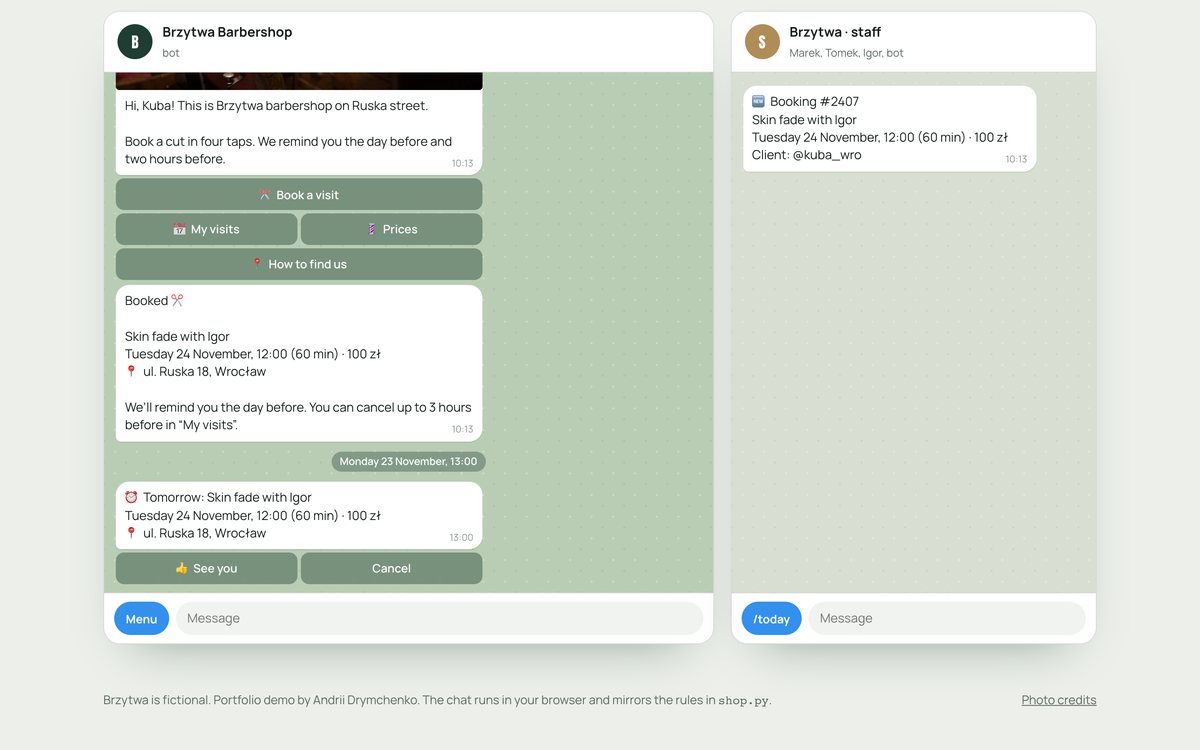 B
Brzytwa Barbershop
bot
Hi, Kuba! This is Brzytwa barbershop on Ruska street.
Book a cut in four taps. We remind you the day before and
two hours before.
10:13
✂️ Book a visit
📅 My visits
💈 Prices
📍 How to find us
Booked ✂️
Skin fade with Igor
Tuesday 24 November, 12:00 (60 min) · 100 zł
📍 ul. Ruska 18, Wrocław
We’ll remind you the day before. You can cancel up to 3 hours
before in “My visits”.
10:13
Monday 23 November, 13:00
⏰ Tomorrow: Skin fade with Igor
Tuesday 24 November, 12:00 (60 min) · 100 zł
📍 ul. Ruska 18, Wrocław
13:00
👍 See you
Cancel
Menu
Message
S
Brzytwa · staff
Marek, Tomek, Igor, bot
🆕 Booking #2407
Skin fade with Igor
Tuesday 24 November, 12:00 (60 min) · 100 zł
Client: @kuba_wro
10:13
/today
Message
Brzytwa is fictional. Portfolio demo by Andrii Drymchenko. The chat runs in your browser and mirrors the rules in shop.py.
Photo credits